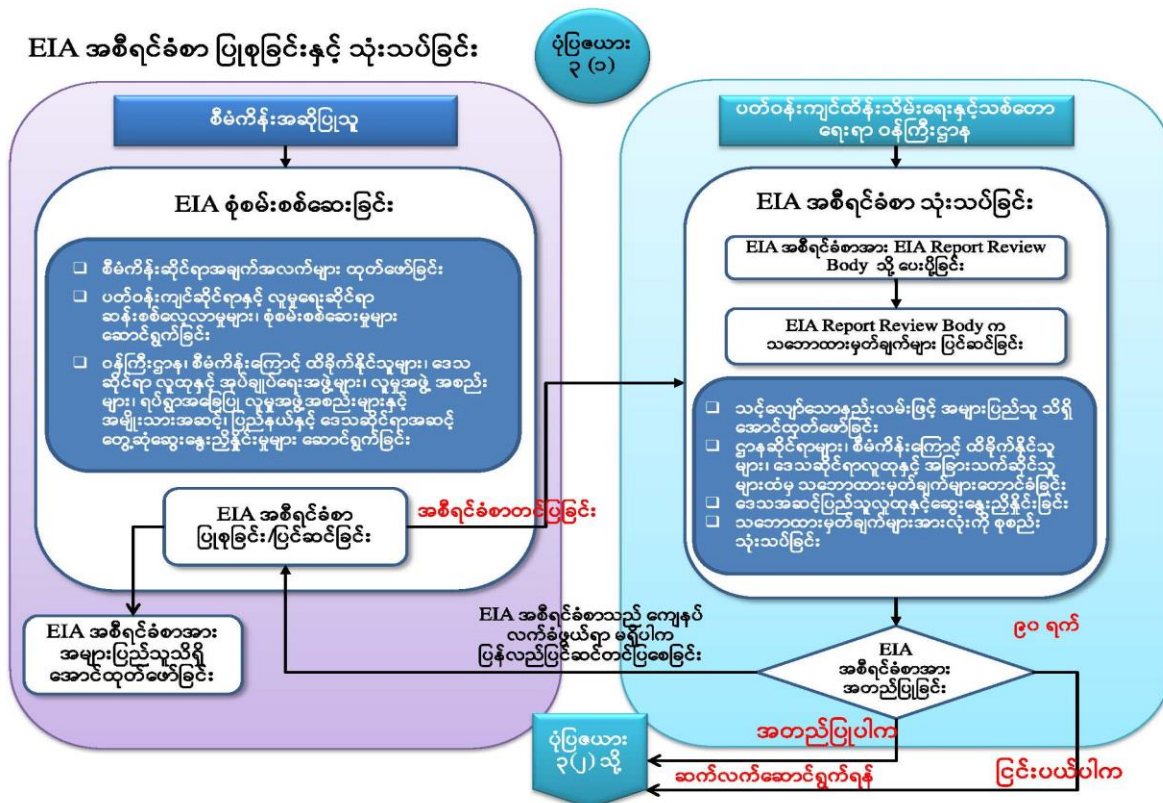 EIA အစီရင်ခံစာ ပြုစုခြင်းနှင့် သုံးသပ်ခြင်း
ပုံပြဇယား
၃ (၁)
စီမံကိန်းအဆိုပြုသူ
EIA စုံစမ်းစစ်ဆေးခြင်း
စီမံကိန်းဆိုင်ရာအချက်အလက်များ ထုတ်ဖော်ခြင်း
ပတ်ဝန်းကျင်ဆိုင်ရာနှင့် လူမှုရေးဆိုင်ရာ
ဆန်းစစ်လေ့လာမှုများ၊ စုံစမ်းစစ်ဆေးမှုများ
ဆောင်ရွက်ခြင်း
ဝန်ကြီးဌာန၊ စီမံကိန်းကြောင့် ထိခိုက်နိုင်သူများ၊ ဒေသ
ဆိုင်ရာ လူထုနှင့် အုပ်ချုပ်ရေးအဖွဲ့များ၊ လူမှုအဖွဲ့ အစည်း
များ၊ ရပ်ရွာအခြေပြု လူမှုအဖွဲ့အစည်းများနှင့်
အမျိုးသားအဆင့်၊ ပြည်နယ်နှင့် ဒေသဆိုင်ရာအဆင့်
တွေ့ဆုံဆွေးနွေးညှိနှိုင်းမှုများ ဆောင်ရွက်ခြင်း
EIA အစီရင်ခံစာ
ပြုစုခြင်း/ပြင်ဆင်ခြင်း
အစီရင်ခံစာတင်ပြခြင်း
EIA အစီရင်ခံစာအား
အများပြည်သူသိရှိ
အောင်ထုတ်ဖော်ခြင်း
ပတ်ဝန်းကျင်ထိန်းသိမ်းရေးနှင့်သစ်တော
ရေးရာ ဝန်ကြီးဌာန
EIA အစီရင်ခံစာ သုံးသပ်ခြင်း
EIA အစီရင်ခံစာအား EIA Report Review
Body သို့ ပေးပို့ခြင်း
EIA Report Review Body က
သဘောထားမှတ်ချက်များ ပြင်ဆင်ခြင်း
သင့်လျော်သောနည်းလမ်းဖြင့် အများပြည်သူ သိရှိ
အောင်ထုတ်ဖော်ခြင်း
ဌာနဆိုင်ရာများ၊ စီမံကိန်းကြောင့် ထိခိုက်နိုင်သူ
များ၊ ဒေသဆိုင်ရာလူထုနှင့် အခြားသက်ဆိုင်သူ
များထံမှ သဘောထားမှတ်ချက်များတောင်ခံခြင်း
ဒေသအဆင့်ပြည်သူလူထုနှင့်ဆွေးနွေးညှိနှိုင်းခြင်း
သဘောထားမှတ်ချက်များအားလုံးကို စုစည်း
သုံးသပ်ခြင်း
၉၀ ရက်
EIA
အစီရင်ခံစာအား
အတည်ပြုခြင်း
EIA အစီရင်ခံစာသည် ကျေနပ်
လက်ခံဖွယ်ရာ မရှိပါက
ပြန်လည်ပြင်ဆင်တင်ပြစေခြင်း
အတည်ပြုပါက
ဆက်လက်ဆောင်ရွက်ရန်
ငြင်းပယ်ပါက
ပုံပြဇယား
၃(၂) သို့